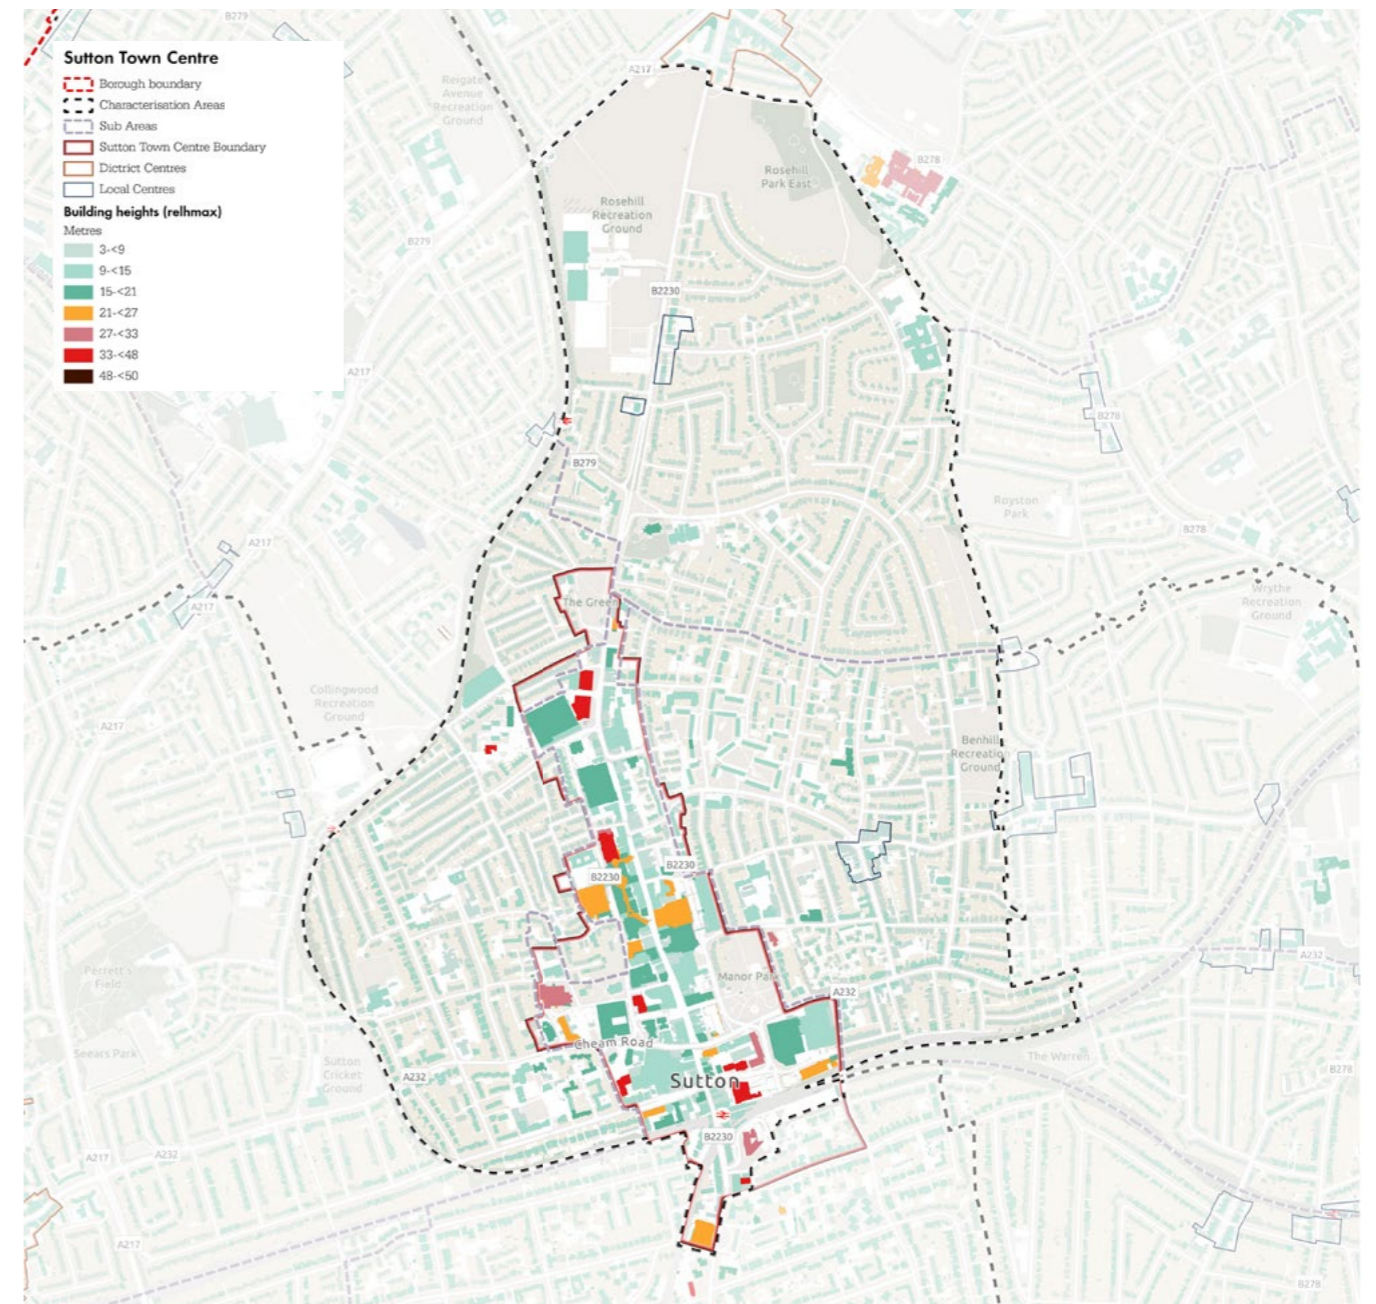 Sutton Town Centre
Borough boundary
Characterisation Areas
Sub Areas
Sutton Town Centre Boundary
Dictrict Centres
Local Centres
Building heights (relhmax)
Metres
3-<9
9-<15
15-<21
21-<27
27-<33
33-<48
48-<50
B279
A217
Reigate
Avenue
Recreation
Ground
B278
Rosehill
Park East
Rosehill
Recreation
Ground
B279
B2230
A217
B278
B279
Royston
Park
B278
A217
A217
The Green
Wrythe
Recreation
Ground
Collingwood
Recreation
Ground
A217
Benhill
Recreation
Ground
B2230
B2230
A232
Perrett's
Field
Manor Park
A232
Cheam Road
Seears Park
Sutton
Cricket
Ground
The Warren
B278
A232
Sutton
B2230
A217
A232
A217
B278